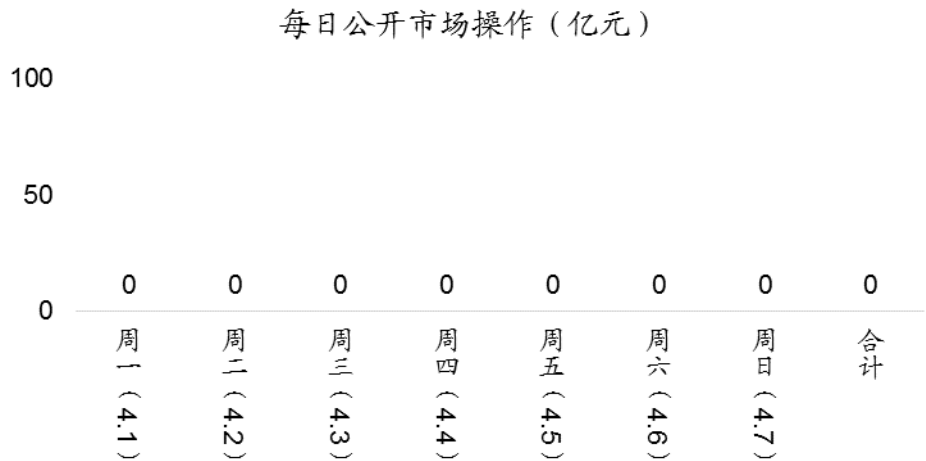 每日公开市场操作（亿元）
100
50
0
0 0 0 0 0 0 0 0
周一（4.1）
周二（4.2）
周三（4.3）
周四（4.4）
周五（4.5）
周六（4.6）
周日（4.7）
合计